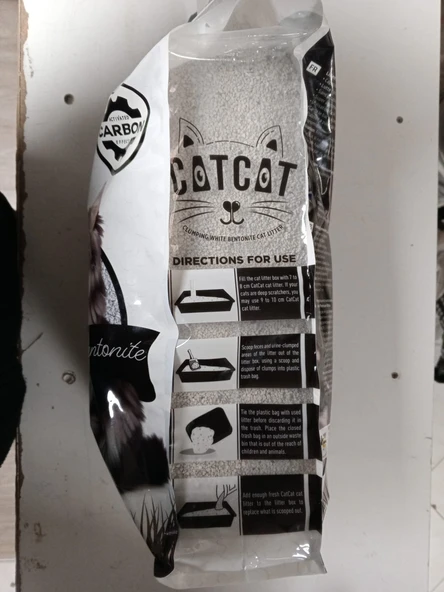 FR
ACTIVATED
CARBON
EFFECT
CATCAT
CLUMPING WHITE BENTONITE CAT LITTER
DIRECTIONS FOR USE
Fill the cat litter box with 7 to
8 cm CatCat cat litter. If your
cats are deep scratchers, you
may use 9 to 10 cm CatCat
cat litter.
entonite
Scoop feces and urine-clumped
areas of the litter out of the
litter box, using a scoop and
dispose of clumps into plastic
trash bag.
Tie the plastic bag with used
litter before discarding it in
the trash. Place the closed
trash bag in an outside waste
box that is out of the reach of
children and animals.
Add enough fresh CatCat cat
litter to the litter box to
replace what is scooped out.